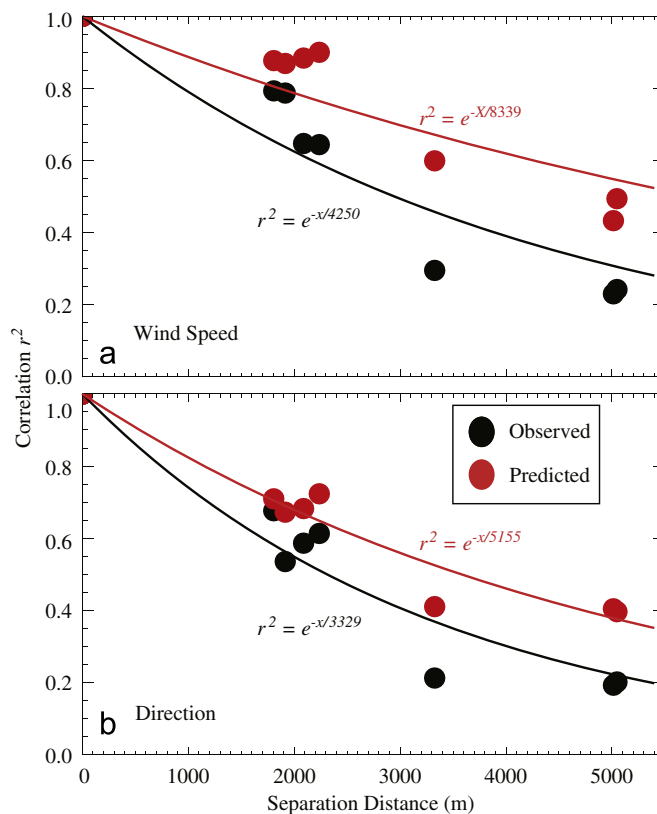 1.0
0.8
0.6
0.4
0.2
0.0
r² = e^-X/8339
r² = e^-x/4250
a
Wind Speed
Correlation r²
1.0
0.8
0.6
0.4
0.2
0.0
Observed
Predicted
r² = e^-x/5155
r² = e^-x/3329
b
Direction
0 1000 2000 3000 4000 5000
Separation Distance (m)